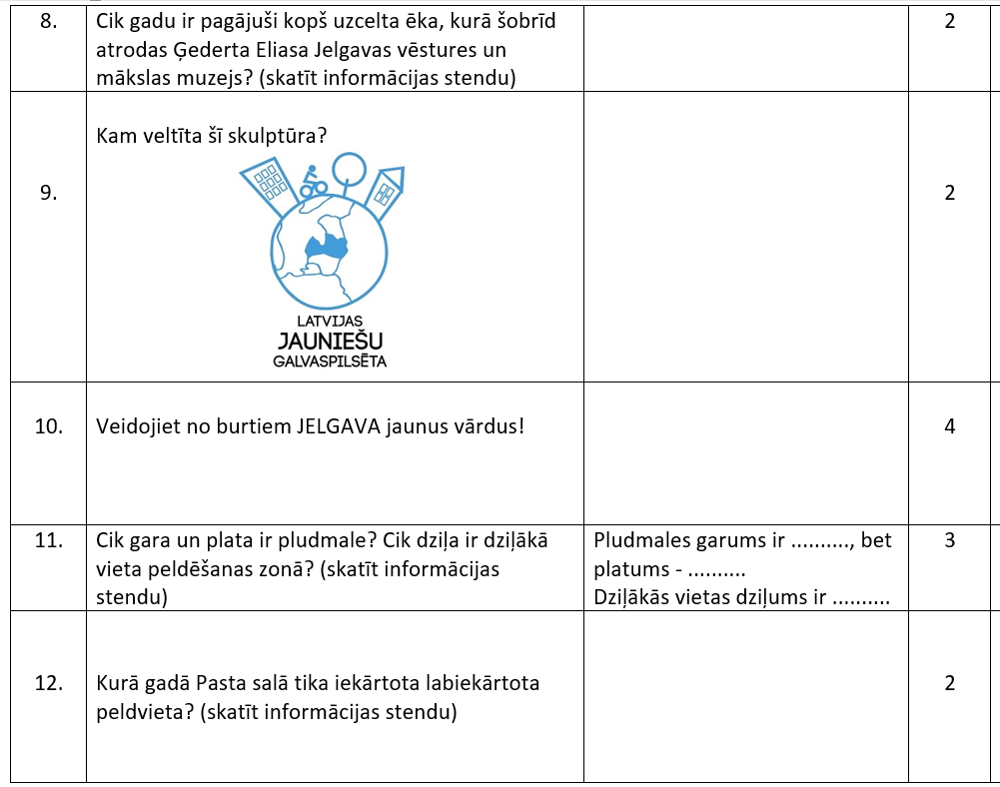 8.
Cik gadu ir pagājuši kopš uzcelta ēka, kurā šobrīd
atrodas Ģederta Eliasa Jelgavas vēstures un
mākslas muzejs? (skatīt informācijas stendu)
2
9.
Kam veltīta šī skulptūra?
LATVIJAS
JAUNIEŠU
GALVASPILSĒTA
2
10.
Veidojiet no burtiem JELGAVA jaunus vārdus!
4
11.
Cik gara un plata ir pludmale? Cik dziļa ir dziļākā
vieta peldēšanas zonā? (skatīt informācijas
stendu)
Pludmales garums ir .........., bet
platums - ..........
Dziļākās vietas dziļums ir ..........
3
12.
Kurā gadā Pasta salā tika iekārtota labiekārtota
peldvieta? (skatīt informācijas stendu)
2